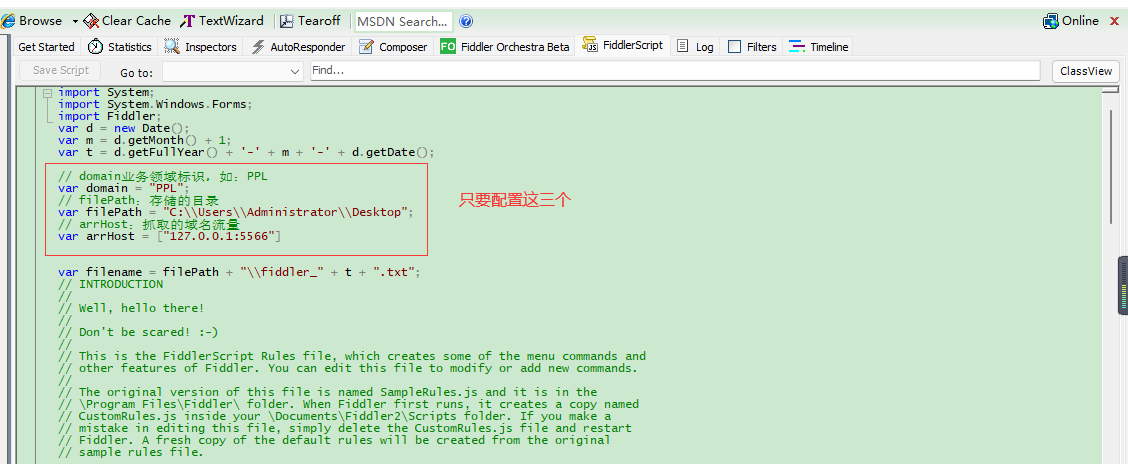 Browse Clear Cache TextWizard Tearoff MSDN Search... Online
Get Started Statistics Inspectors AutoResponder Composer FO Fiddler Orchestra Beta FiddlerScript Log Filters Timeline
Save Script Go to: Find... ClassView
import System;
import System.Windows.Forms;
import Fiddler;
var d = new Date();
var m = d.getMonth() + 1;
var t = d.getFullYear() + '-' + m + '-' + d.getDate();
// domain业务领域标识，如：PPL
var domain = "PPL";
// filePath：存储的目录
var filePath = "C:\\Users\\Administrator\\Desktop";
// arrHost：抓取的域名流量
var arrHost = ["127.0.0.1:5566"]
只要配置这三个
var filename = filePath + "\\fiddler_" + t + ".txt";
// INTRODUCTION
//
// Well, hello there!
//
// Don't be scared! :-)
//
// This is the FiddlerScript Rules file, which creates some of the menu commands and
// other features of Fiddler. You can edit this file to modify or add new commands.
//
// The original version of this file is named SampleRules.js and it is in the
// \Program Files\Fiddler\ folder. When Fiddler first runs, it creates a copy named
// CustomRules.js inside your \Documents\Fiddler2\Scripts folder. If you make a
// mistake in editing this file, simply delete the CustomRules.js file and restart
// Fiddler. A fresh copy of the default rules will be created from the original
// sample rules file.